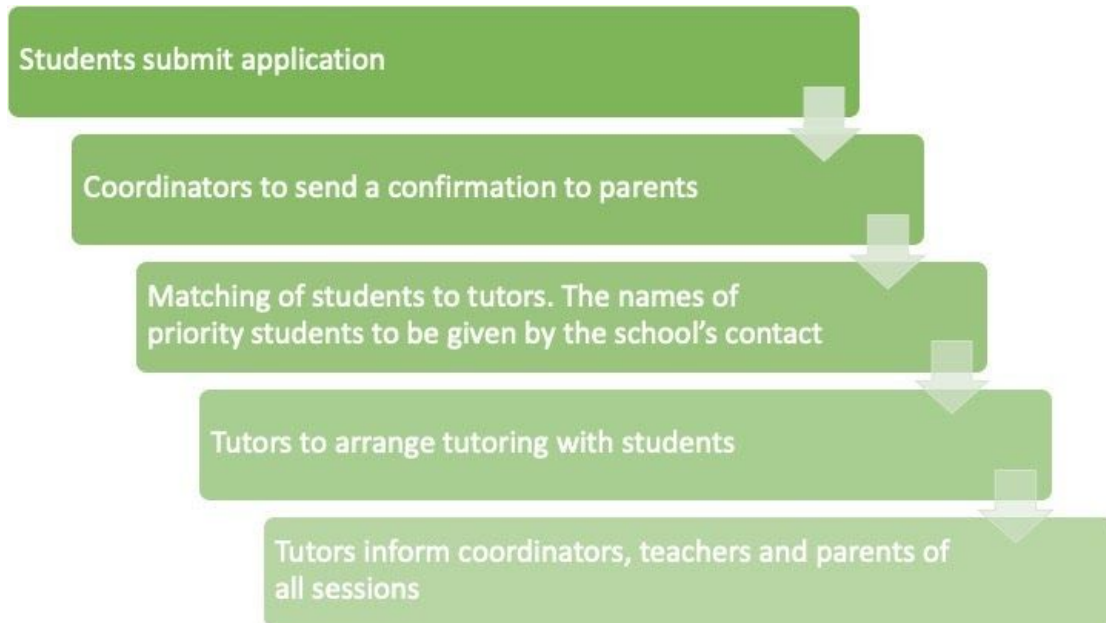 Students submit application
Coordinators to send a confirmation to parents
Matching of students to tutors. The names of
priority students to be given by the school's contact
Tutors to arrange tutoring with students
Tutors inform coordinators, teachers and parents of
all sessions